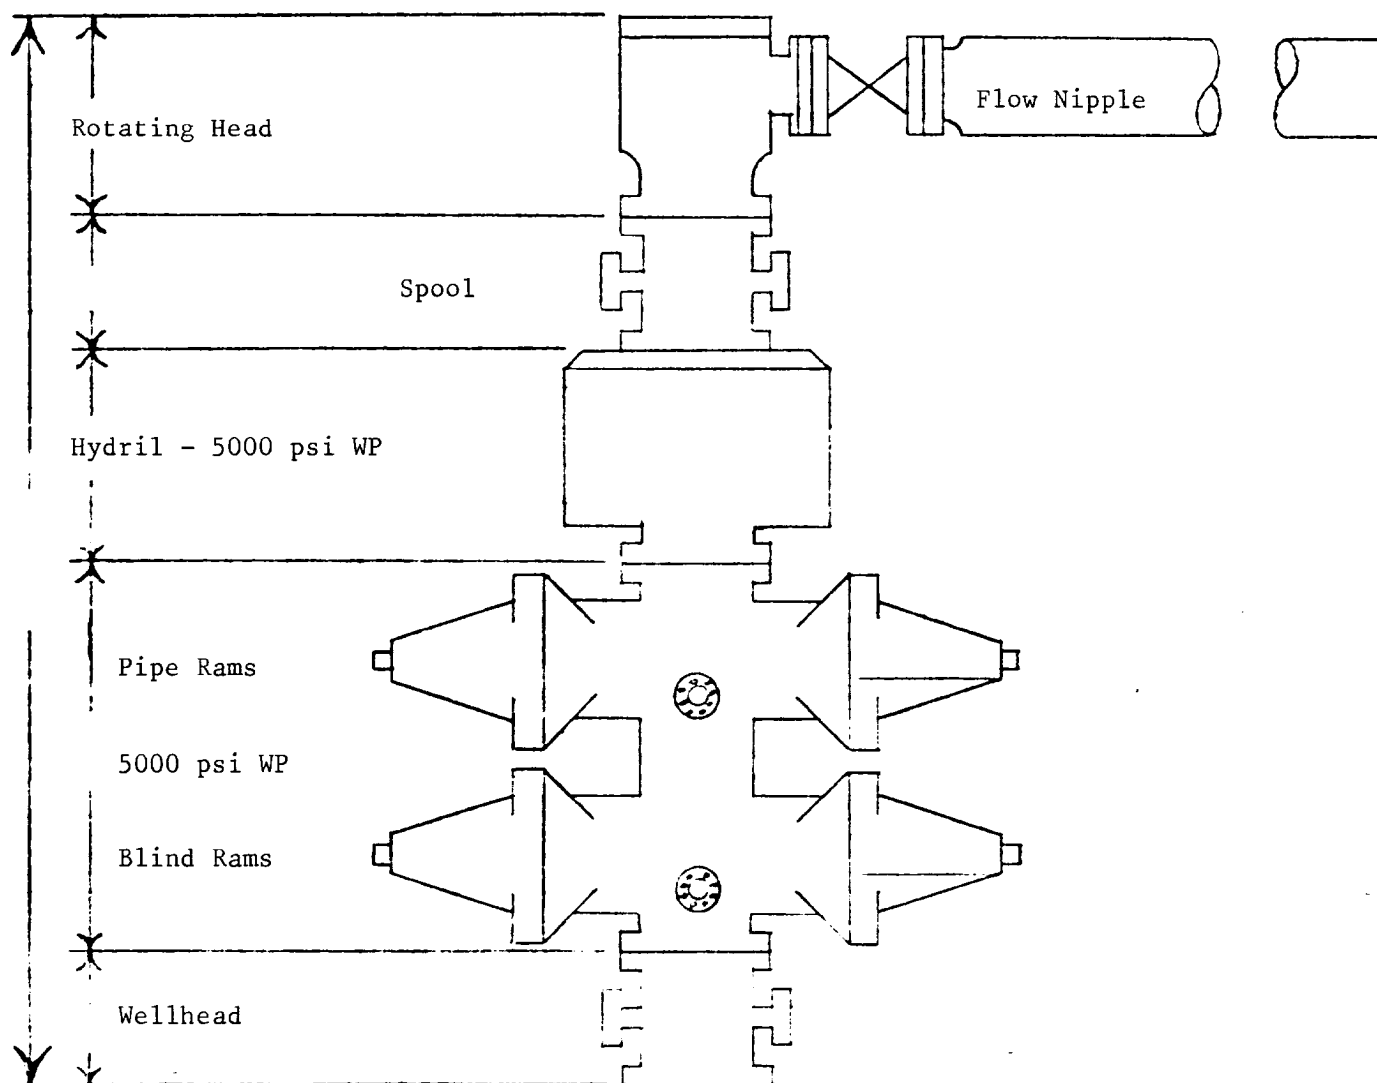 Flow Nipple
Rotating Head
Spool
Hydril - 5000 psi WP
Pipe Rams
5000 psi WP
Blind Rams
Wellhead